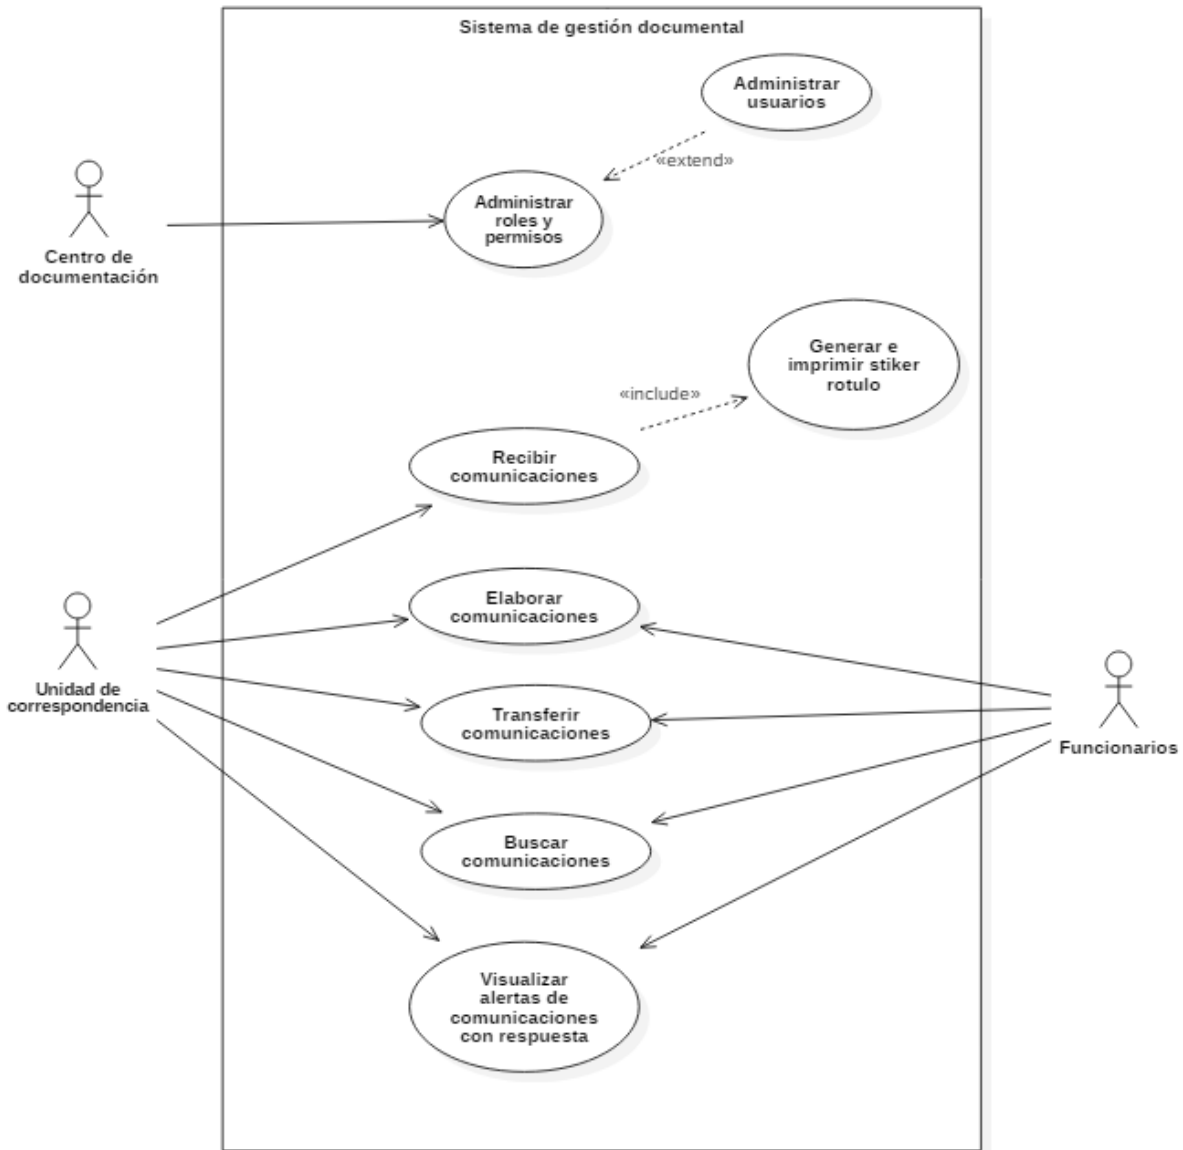 Sistema de gestión documental
Administrar
usuarios
«extend»
Administrar
roles y
permisos
Centro de
documentación
Generar e
imprimir stiker
rotulo
«include»
Recibir
comunicaciones
Elaborar
comunicaciones
Unidad de
correspondencia
Transferir
comunicaciones
Funcionarios
Buscar
comunicaciones
Visualizar
alertas de
comunicaciones
con respuesta